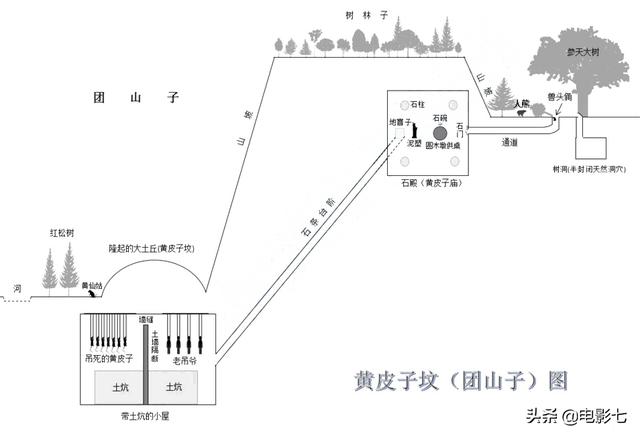 树林子
参天大树
团山子
山坡
山坡
人熊
兽头角
石柱
地窨子
石碗
子
石门
泥塑
圆木墩供桌
通道
石殿（黄皮子庙）
树洞(半封闭天然洞穴)
石条台阶
红松树
隆起的大土丘(黄皮子坟)
河
黄仙姑
墙缝
土墙隔断
吊死的黄皮子
老吊爷
土炕
土炕
带土炕的小屋
黄皮子坟（团山子）图
头条 @电影七